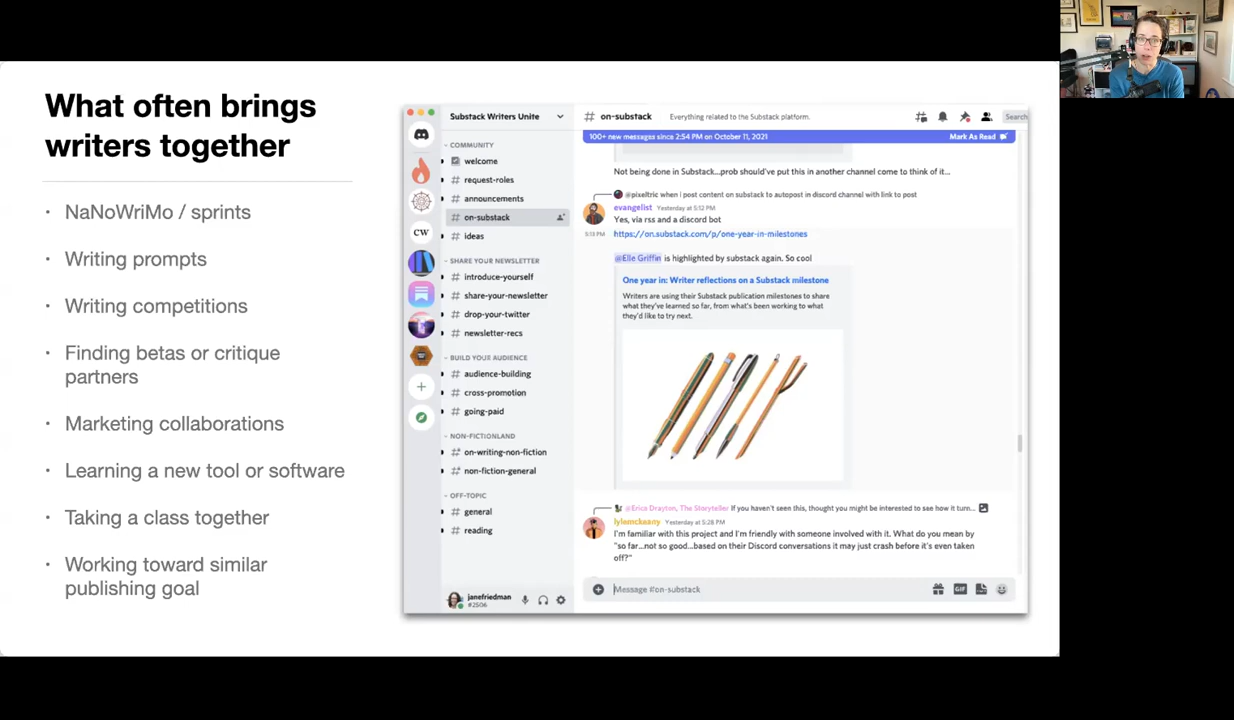 What often brings
writers together
· NaNoWriMo / sprints
· Writing prompts
· Writing competitions
· Finding betas or critique
partners
· Marketing collaborations
· Learning a new tool or software
· Taking a class together
· Working toward similar
publishing goal
Substack Writers Unite
COMMUNITY
welcome
# request-roles
# announcements
# on-substack
# ideas
SHARE YOUR NEWSLETTER
# introduce-yourself
# share-your-newsletter
# drop-your-twitter
# newsletter-recs
BUILD YOUR AUDIENCE
# audience-building
# cross-promotion
# going-paid
NON-FICTIONLAND
# on-writing-non-fiction
# non-fiction-general
OFF-TOPIC
# general
# reading
CW
janefriedman
#2506
# on-substack Everything related to the Substack platform.
Search
100+ new messages since 2:54 PM on October 11, 2021 Mark As Read
Not being done in Substack...prob should've put this in another channel come to think of it...
@pixeltric when i post content on substack to autopost in discord channel with link to post
evangelist Yesterday at 5:12 PM
Yes, via rss and a discord bot
5:13 PM https://on.substack.com/p/one-year-in-milestones
@Elle Griffin is highlighted by substack again. So cool
One year in: Writer reflections on a Substack milestone
Writers are using their Substack publication milestones to share
what they've learned so far, from what's been working to what
they'd like to try next.
@Erica Drayton, The Storyteller If you haven't seen this, thought you might be interested to see how it turn...
lylemckeany Yesterday at 5:28 PM
I'm familiar with this project and I'm friendly with someone involved with it. What do you mean by
"so far...not so good...based on their Discord conversations it may just crash before it's even taken
off?"
Message #on-substack
GIF